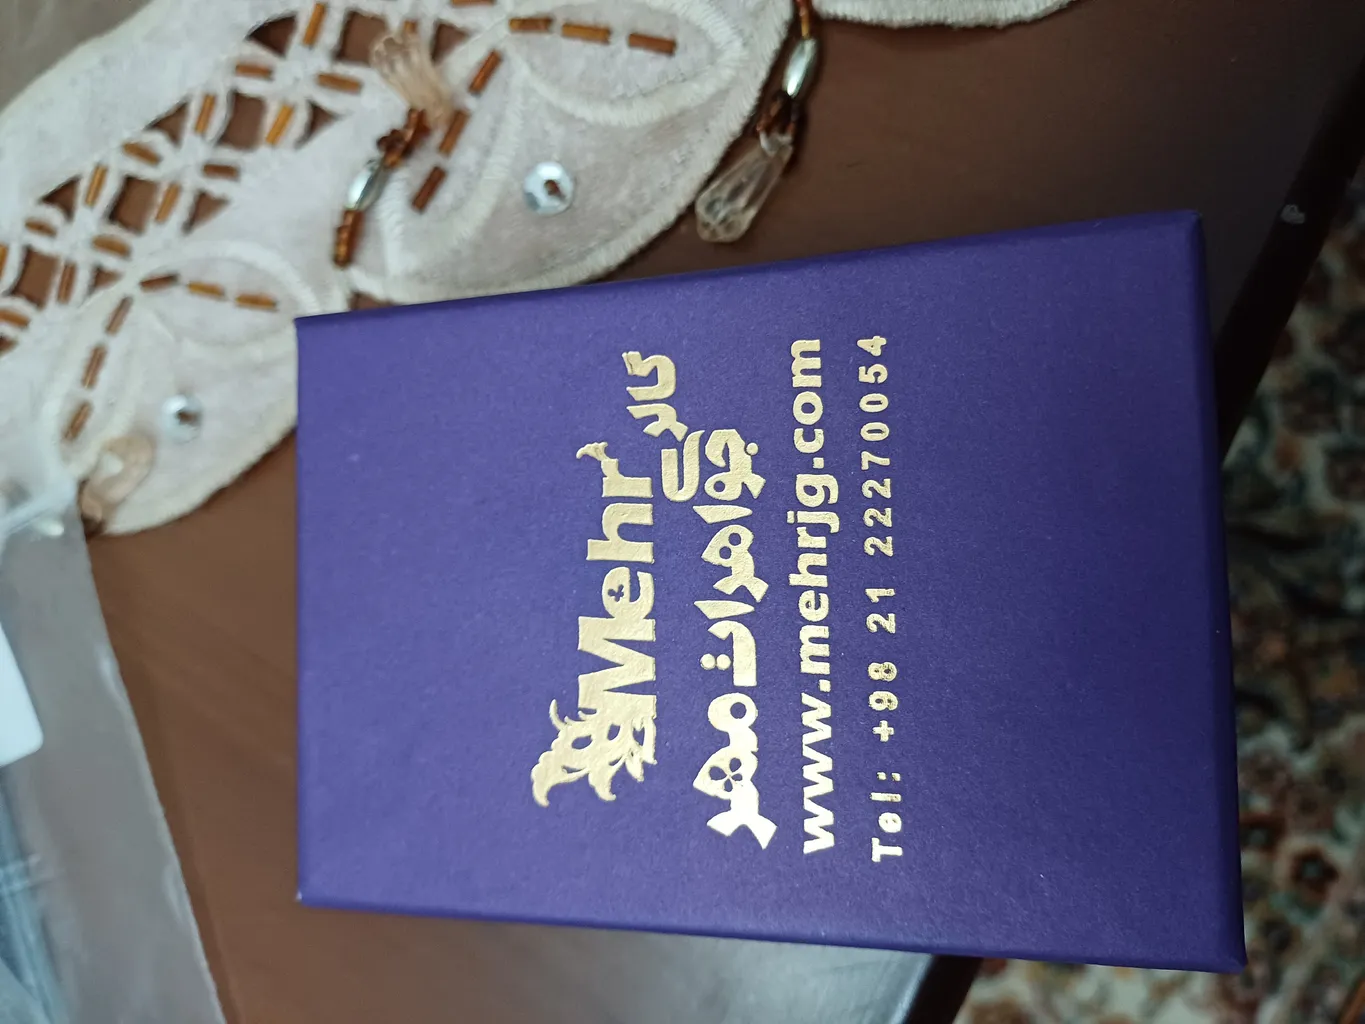 Mehr
گالری
جواهرات مهر
www.mehrjg.com
Tel: +98 21 22270054